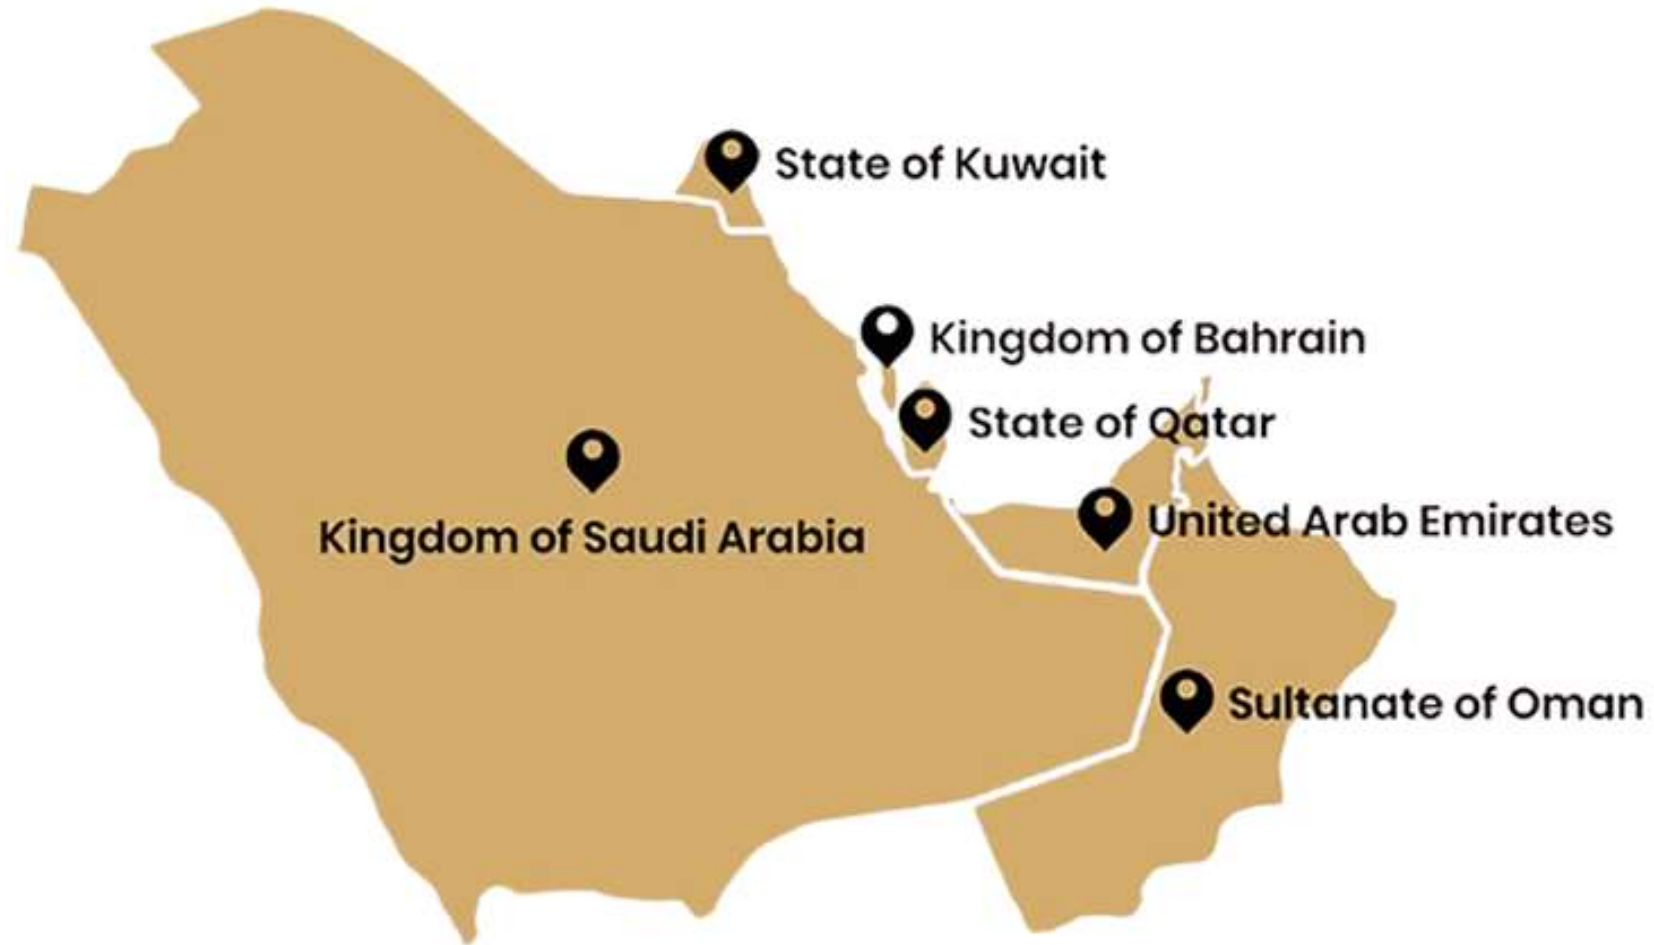 State of Kuwait
Kingdom of Bahrain
State of Qatar
Kingdom of Saudi Arabia
United Arab Emirates
Sultanate of Oman